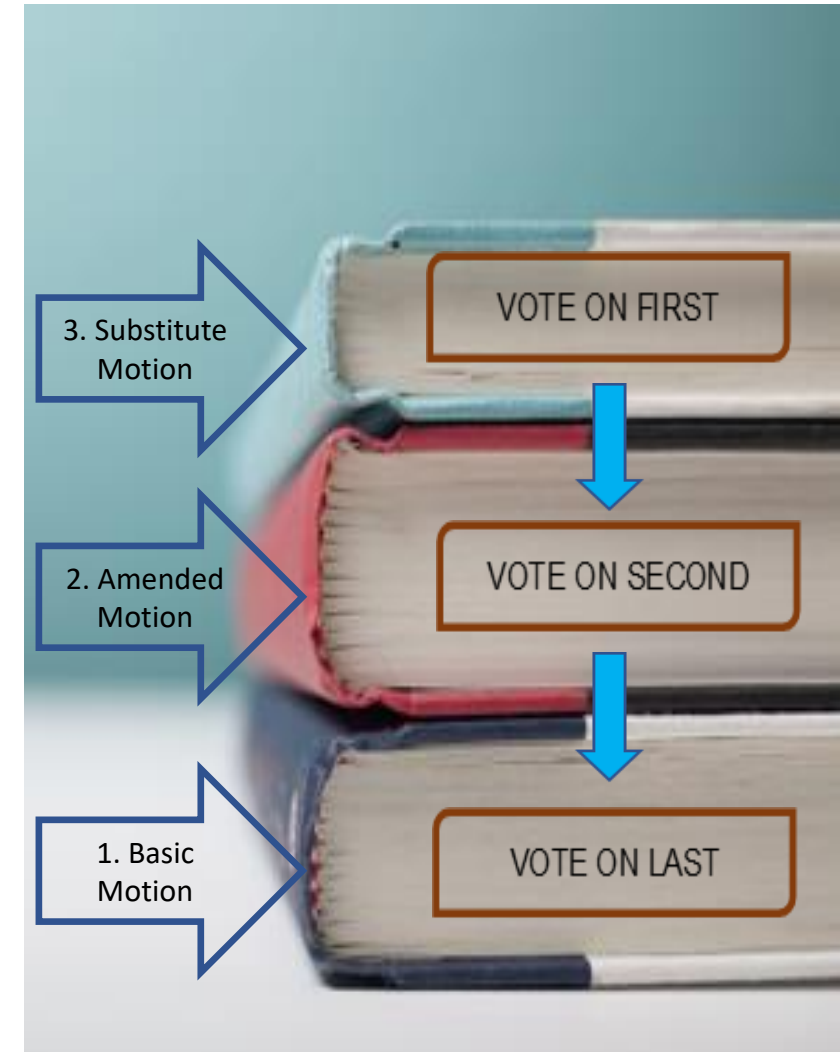 3. Substitute
Motion
VOTE ON FIRST
2. Amended
Motion
VOTE ON SECOND
1. Basic
Motion
VOTE ON LAST